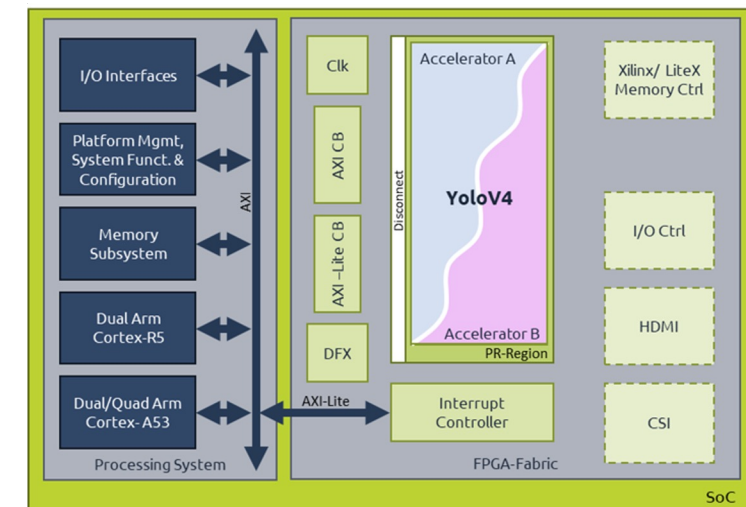 I/O Interfaces
Platform Mgmt,
System Funct. &
Configuration
Memory
Subsystem
Dual Arm
Cortex-R5
Dual/Quad Arm
Cortex- A53
Processing System
AXI
AXI-Lite
Clk
AXI CB
AXI –Lite CB
DFX
Disconnect
Accelerator A
YoloV4
Accelerator B
PR-Region
Interrupt
Controller
FPGA-Fabric
Xilinx/ LiteX
Memory Ctrl
I/O Ctrl
HDMI
CSI
SoC